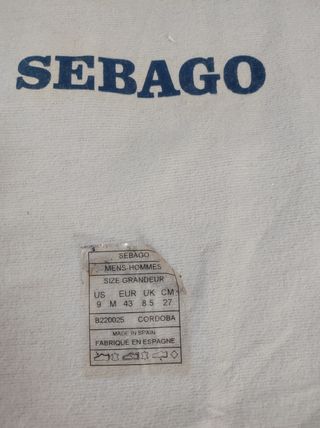 SEBAGO
SEBAGO
MENS-HOMMES
SIZE GRANDEUR
US EUR UK CM
9 M 43 8.5 27
B220025 CORDOBA
MADE IN SPAIN
FABRIQUE EN ESPAGNE